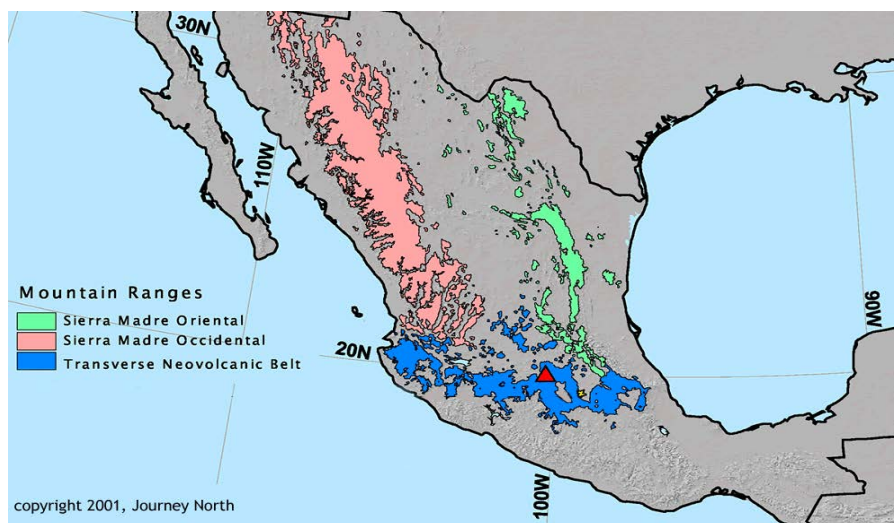 30N
110W
90W
Mountain Ranges
Sierra Madre Oriental
Sierra Madre Occidental
Transverse Neovolcanic Belt
20N
100W
copyright 2001, Journey North